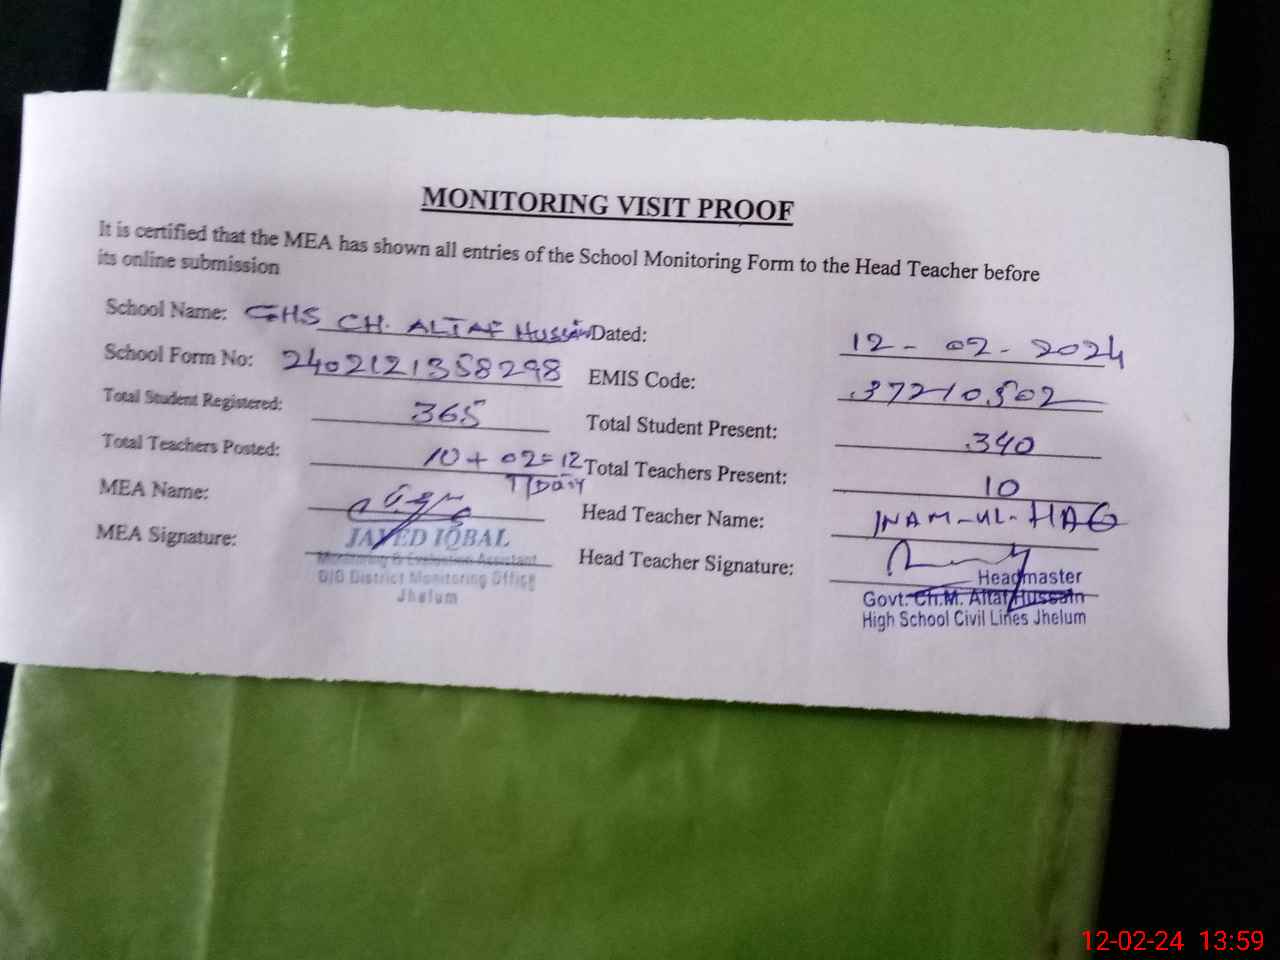 MONITORING VISIT PROOF
It is certified that the MEA has shown all entries of the School Monitoring Form to the Head Teacher before
its online submission
School Name: GHS CH. ALTAF HUSSAIN Dated: 12-02-2024
School Form No: 2402121358298 EMIS Code: 37210502
Total Student Registered: 365 Total Student Present: 340
Total Teachers Posted: 10 + 02=12 Total Teachers Present: 10
MEA Name: Head Teacher Name: INAM-UL-HAQ
JAVED IQBAL
MEA Signature: Head Teacher Signature:
Monitoring & Evaluation Assistant
O/O District Monitoring Office
Jhelum
Headmaster
Govt. Ch.M. Altaf Hussain
High School Civil Lines Jhelum
12-02-24 13:59